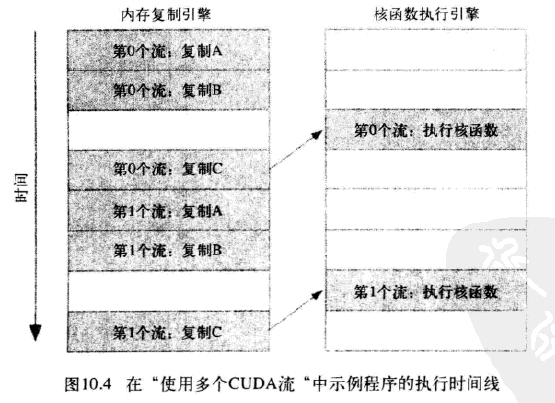 内存复制引擎
核函数执行引擎
第0个流：复制A
第0个流：复制B
第0个流：执行核函数
第0个流：复制C
第1个流：复制A
第1个流：复制B
第1个流：执行核函数
第1个流：复制C
时间
图10.4 在“使用多个CUDA流“中示例程序的执行时间线